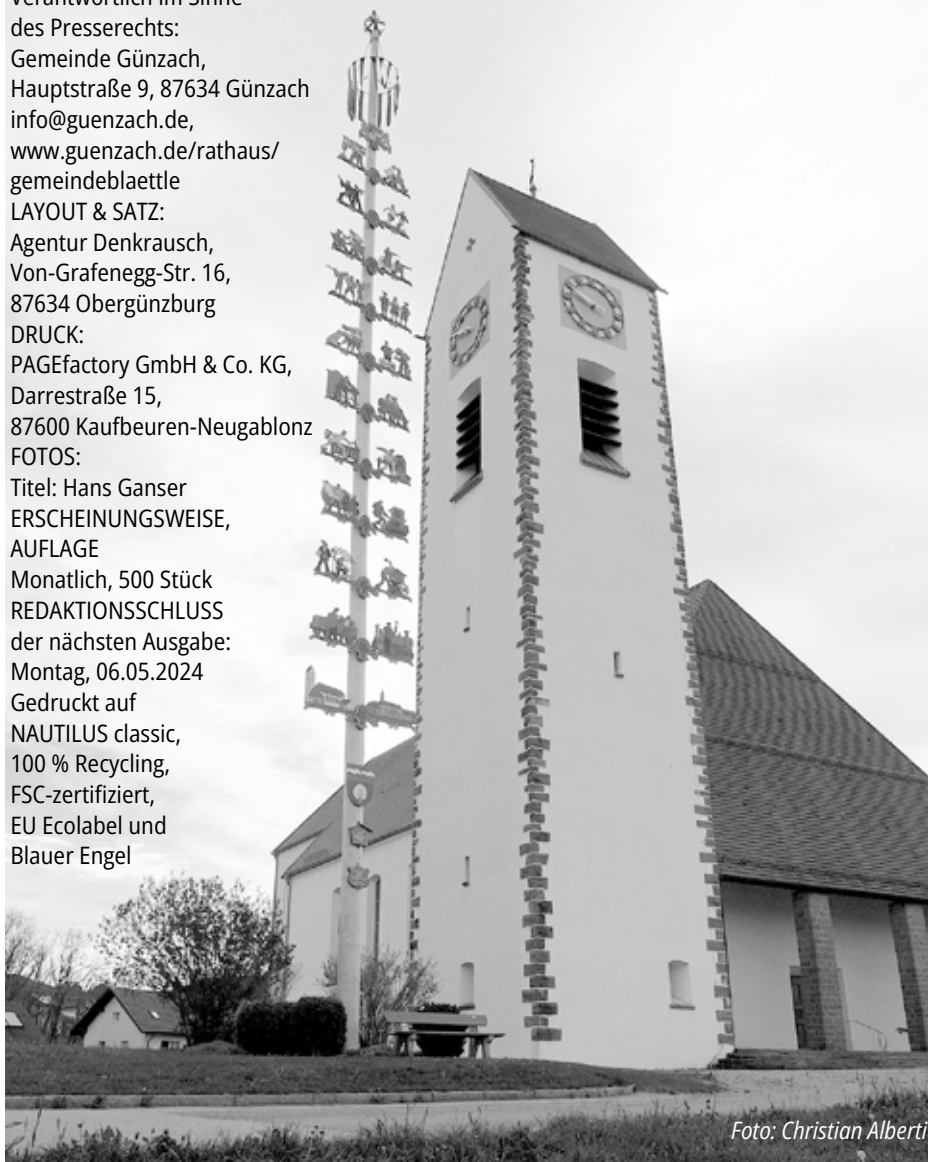 Verantwortlich im Sinne
des Presserechts:
Gemeinde Günzach,
Hauptstraße 9, 87634 Günzach
info@guenzach.de,
www.guenzach.de/rathaus/
gemeindeblaettle
LAYOUT & SATZ:
Agentur Denkrausch,
Von-Grafenegg-Str. 16,
87634 Obergünzburg
DRUCK:
PAGEfactory GmbH & Co. KG,
Darrestraße 15,
87600 Kaufbeuren-Neugablonz
FOTOS:
Titel: Hans Ganser
ERSCHEINUNGSWEISE,
AUFLAGE
Monatlich, 500 Stück
REDAKTIONSSCHLUSS
der nächsten Ausgabe:
Montag, 06.05.2024
Gedruckt auf
NAUTILUS classic,
100 % Recycling,
FSC-zertifiziert,
EU Ecolabel und
Blauer Engel
Foto: Christian Alberti